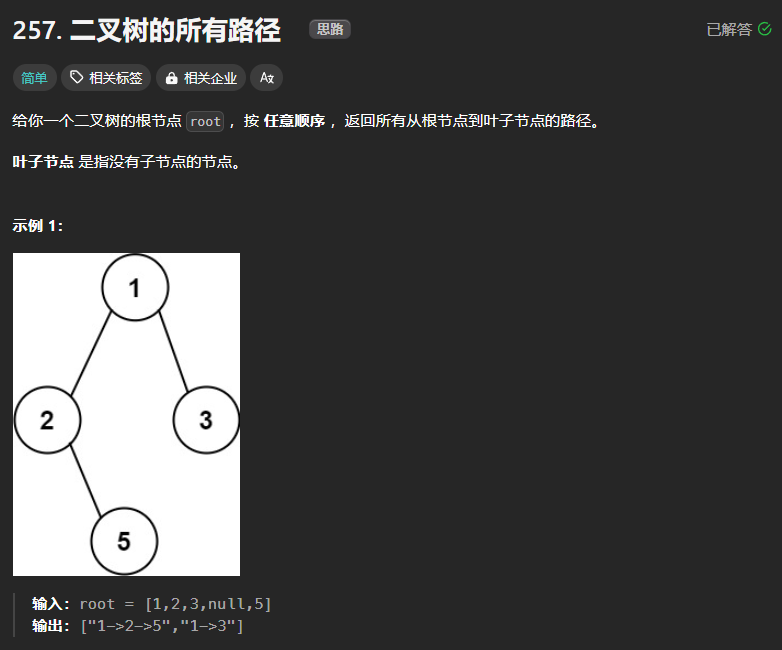 257. 二叉树的所有路径 思路 已解答
简单 相关标签 相关企业 Aあ
给你一个二叉树的根节点 root ，按 任意顺序 ，返回所有从根节点到叶子节点的路径。
叶子节点 是指没有子节点的节点。
示例 1：
1
2 3
5
输入：root = [1,2,3,null,5]
输出：["1->2->5","1->3"]